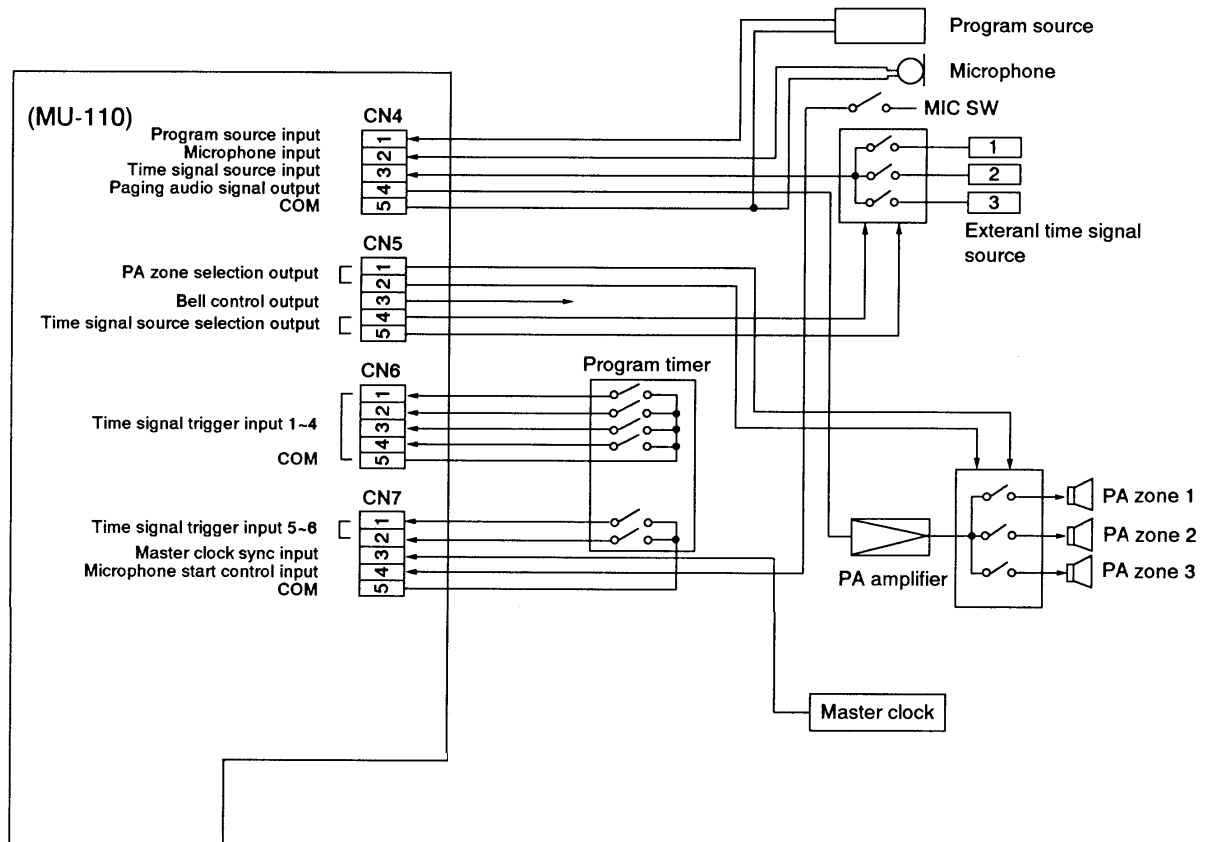 Program source
Microphone
MIC SW
(MU-110)
CN4
Program source input
1
Microphone input
2
Time signal source input
3
Paging audio signal output
4
COM
5
1
2
3
Exteranl time signal
source
CN5
PA zone selection output
1
2
Bell control output
3
Time signal source selection output
4
5
CN6
Program timer
Time signal trigger input 1~4
1
2
3
4
COM
5
CN7
Time signal trigger input 5~6
1
2
Master clock sync input
3
Microphone start control input
4
COM
5
PA amplifier
PA zone 1
PA zone 2
PA zone 3
Master clock